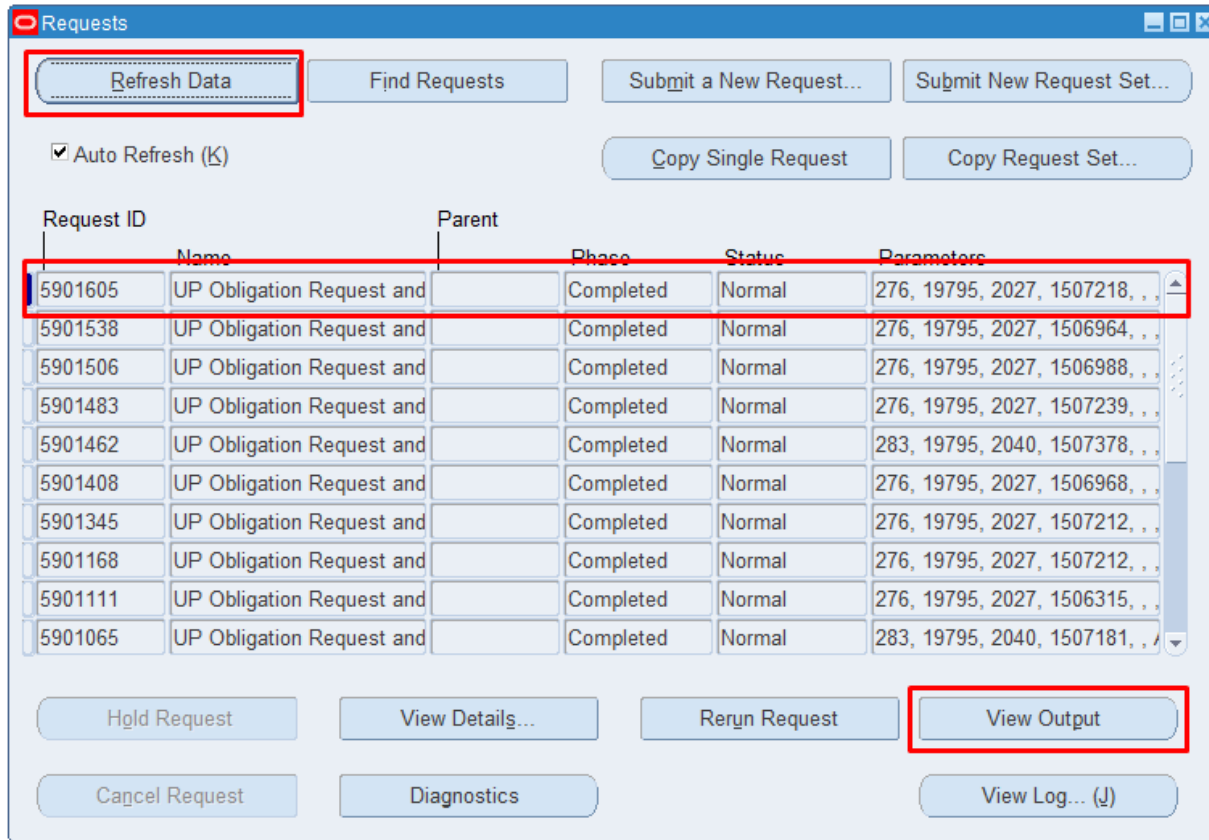 Requests
Refresh Data Find Requests Submit a New Request... Submit New Request Set...
Auto Refresh (K) Copy Single Request Copy Request Set...
Request ID Parent
Name Phase Status Parameters
5901605 UP Obligation Request and Completed Normal 276, 19795, 2027, 1507218, , ,
5901538 UP Obligation Request and Completed Normal 276, 19795, 2027, 1506964, , ,
5901506 UP Obligation Request and Completed Normal 276, 19795, 2027, 1506988, , ,
5901483 UP Obligation Request and Completed Normal 276, 19795, 2027, 1507239, , ,
5901462 UP Obligation Request and Completed Normal 283, 19795, 2040, 1507378, , ,
5901408 UP Obligation Request and Completed Normal 276, 19795, 2027, 1506968, , ,
5901345 UP Obligation Request and Completed Normal 276, 19795, 2027, 1507212, , ,
5901168 UP Obligation Request and Completed Normal 276, 19795, 2027, 1507212, , ,
5901111 UP Obligation Request and Completed Normal 276, 19795, 2027, 1506315, , ,
5901065 UP Obligation Request and Completed Normal 283, 19795, 2040, 1507181, , A
Hold Request View Details... Rerun Request View Output
Cancel Request Diagnostics View Log... (J)